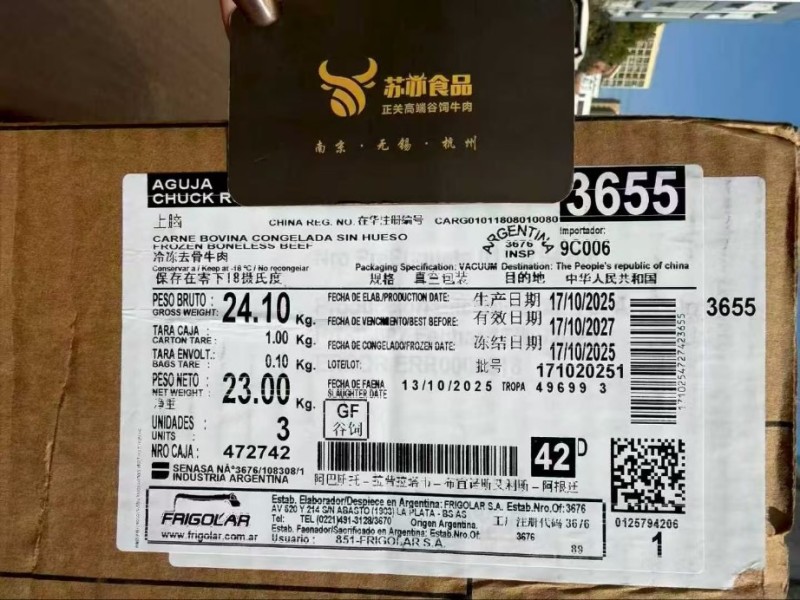 苏苏食品
正关高端谷饲牛肉
南京 · 无锡 · 杭州
AGUJA
CHUCK R
3655
上脑
CHINA REG. NO. 在华注册编号 CARG01011808010080
Importador:
ARGENTINA
3676
INSP
9C006
CARNE BOVINA CONGELADA SIN HUESO
FROZEN BONELESS BEEF
冷冻去骨牛肉
Conservar a / Keep at -18 °C / No recongelar
保存在零下18摄氏度
Packaging Specification: VACUUM Destination: The People's republic of china
规格 真空包装 目的地 中华人民共和国
PESO BRUTO :
GROSS WEIGHT:
24.10 Kg.
TARA CAJA :
CARTON TARE :
1.00 Kg.
TARA ENVOLT.:
BAGS TARE :
0.10 Kg.
PESO NETO :
NET WEIGHT :
净重
23.00 Kg.
UNIDADES :
UNITS :
3
NRO CAJA : 472742
FECHA DE ELAB./PRODUCTION DATE: 生产日期 17/10/2025
FECHA DE VENCIMIENTO/BEST BEFORE: 有效日期 17/10/2027
FECHA DE CONGELADO/FROZEN DATE: 冻结日期 17/10/2025
LOTE/LOT: 批号 171020251
FECHA DE FAENA
SLAUGHTER DATE
13/10/2025 TROPA 49699 3
GF
谷饲
3655
1710254727423655
42 D
SENASA NÂ°3676/108308/1
INDUSTRIA ARGENTINA
阿根廷
FRIGOLAR
www.frigolar.com.ar
Estab. Elaborador/Despiece en Argentina: FRIGOLAR S.A. Estab.Nro.Of: 3676
AV 520 Y 214 S/N ABASTO (1903) LA PLATA - BS AS
Tel: TEL (0221)491-3128/3670 Origen Argentina. 工厂注册代码 3676
Estab. Faenador/Sacrificado en Argentina: Estab.Nro.Of: 3676
Usuario : 851-FRIGOLAR S.A.
89
0125794206
1